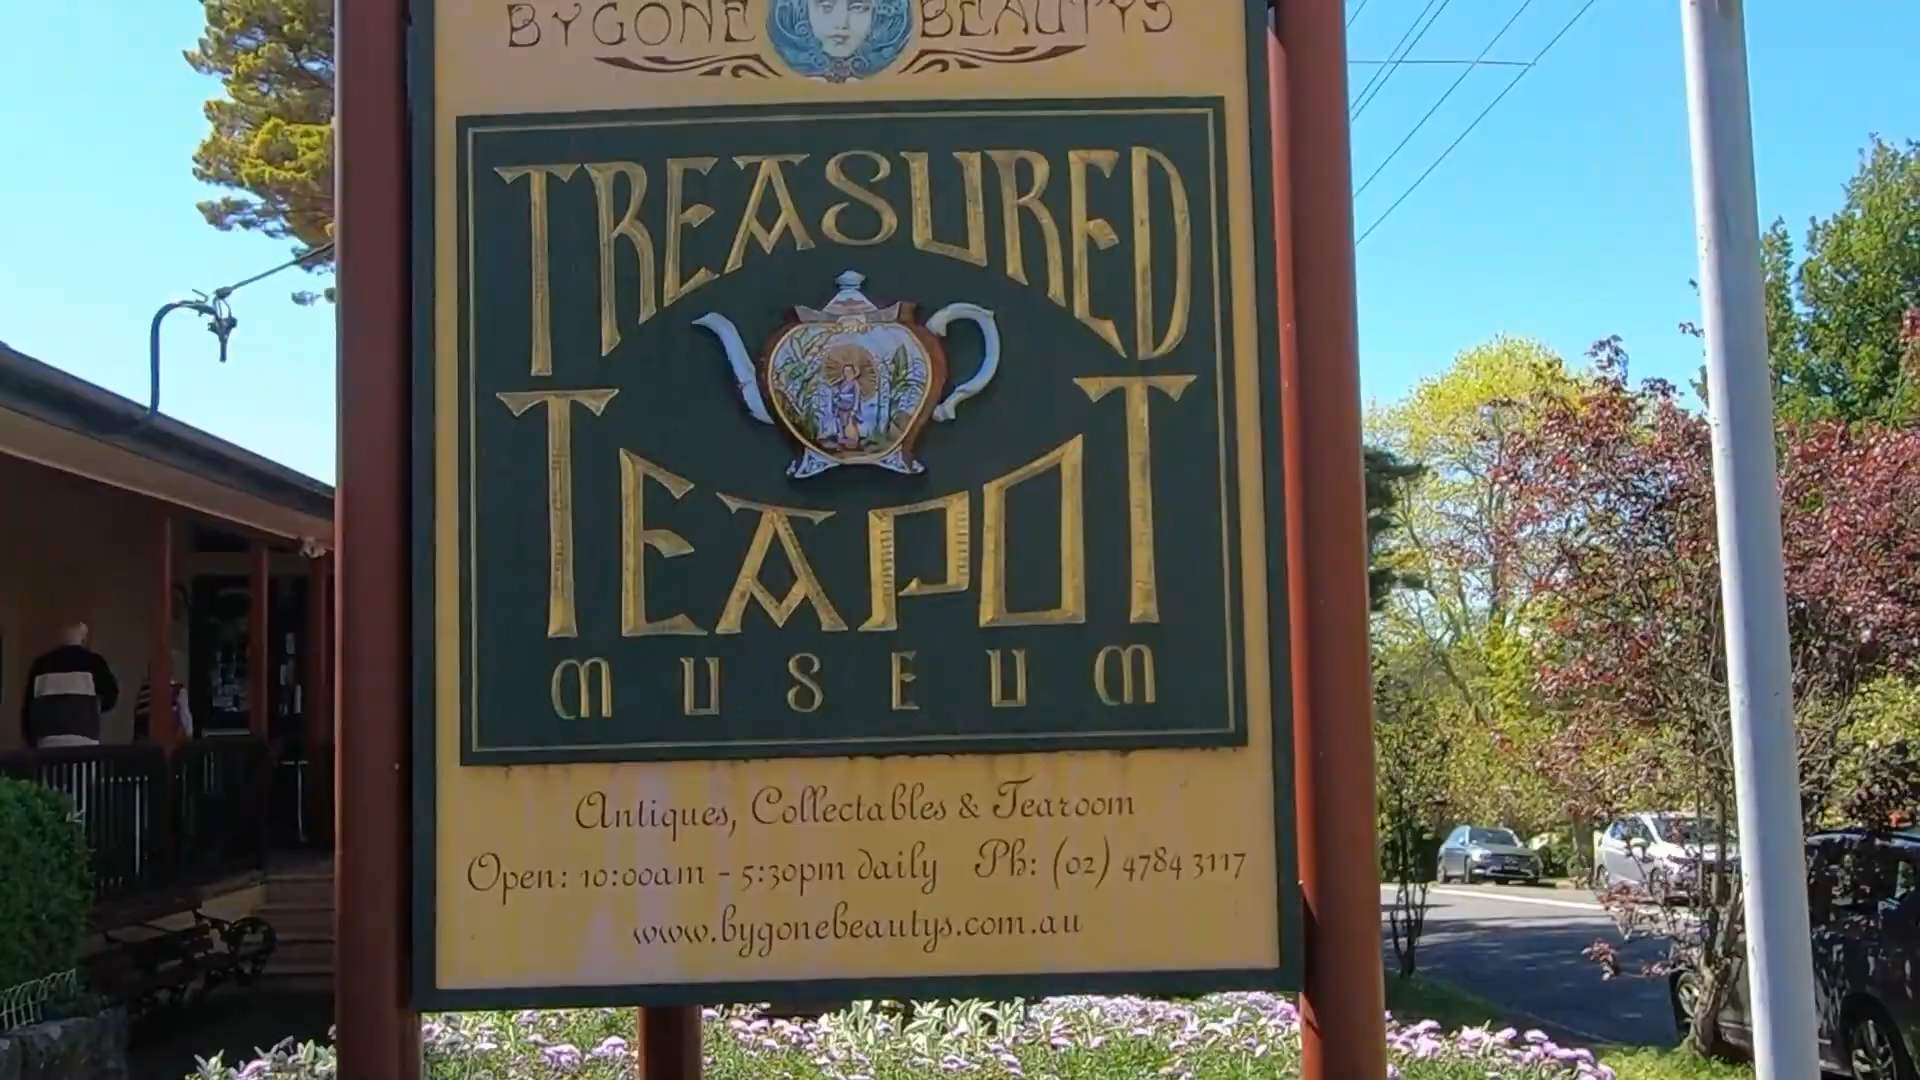 BYGONE BEAUTYS
TREASURED
TEAPOT
MUSEUM
Antiques, Collectables & Tearoom
Open: 10:00am - 5:30pm daily Ph: (02) 4784 3117
www.bygonebeautys.com.au